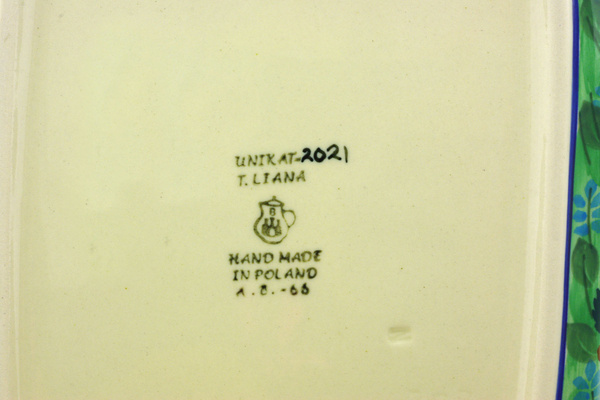 UNIKAT-2021
T. LIANA
HAND MADE
IN POLAND
A.B.-66